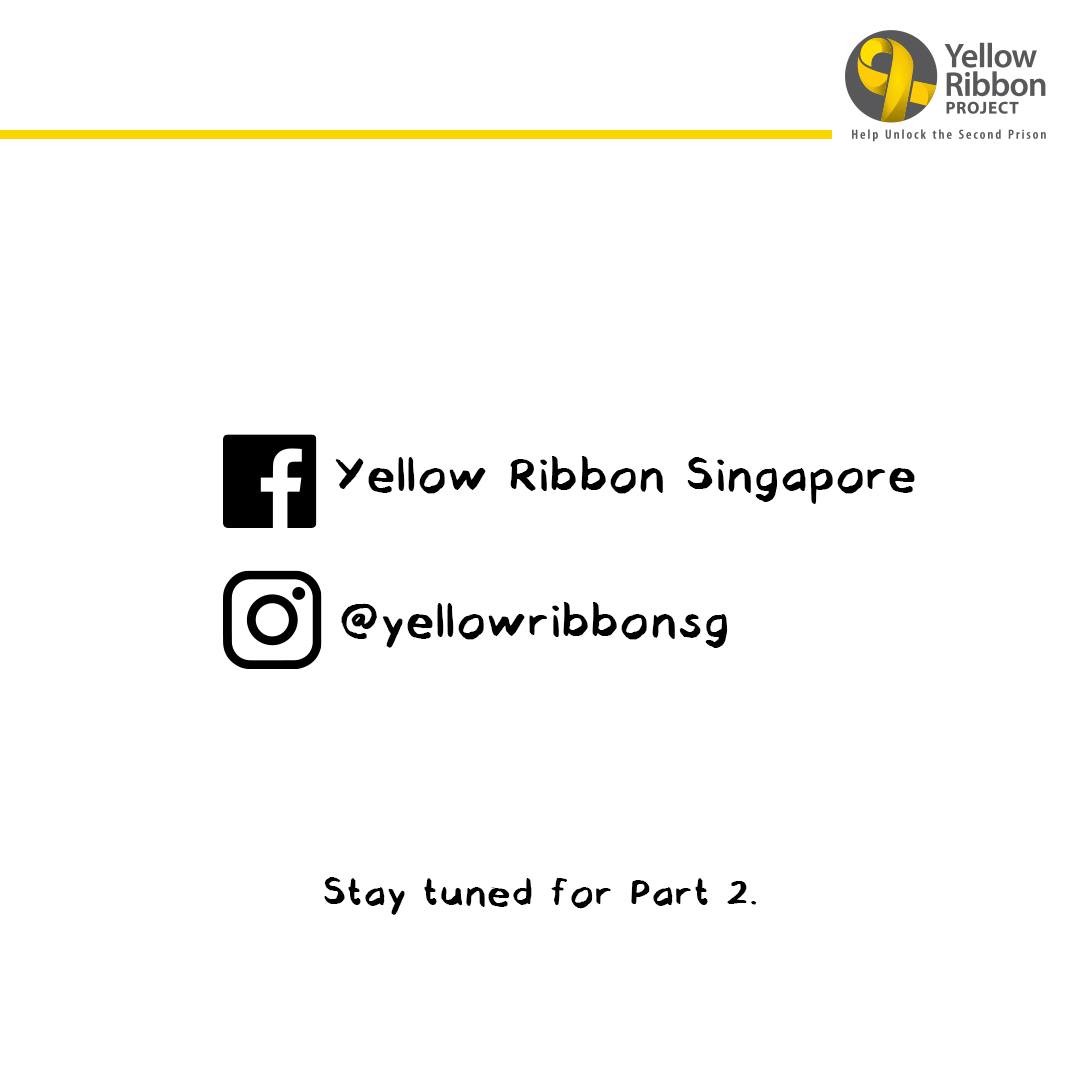 Yellow
Ribbon
PROJECT
Help Unlock the Second Prison
Yellow Ribbon Singapore
@yellowribbonsg
Stay tuned for Part 2.